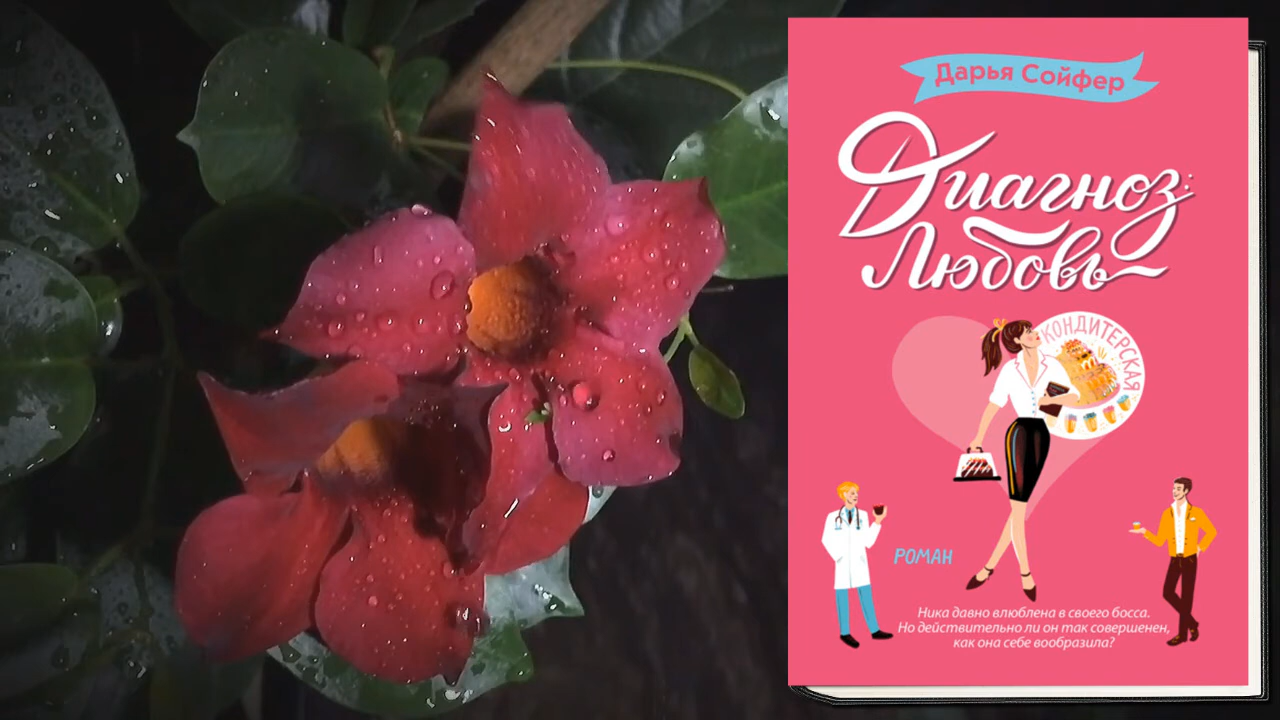 Дарья Сойфер
Диагноз:
Любовь
КОНДИТЕРСКАЯ
РОМАН
Ника давно влюблена в своего босса.
Но действительно ли он так совершенен,
как она себе вообразила?